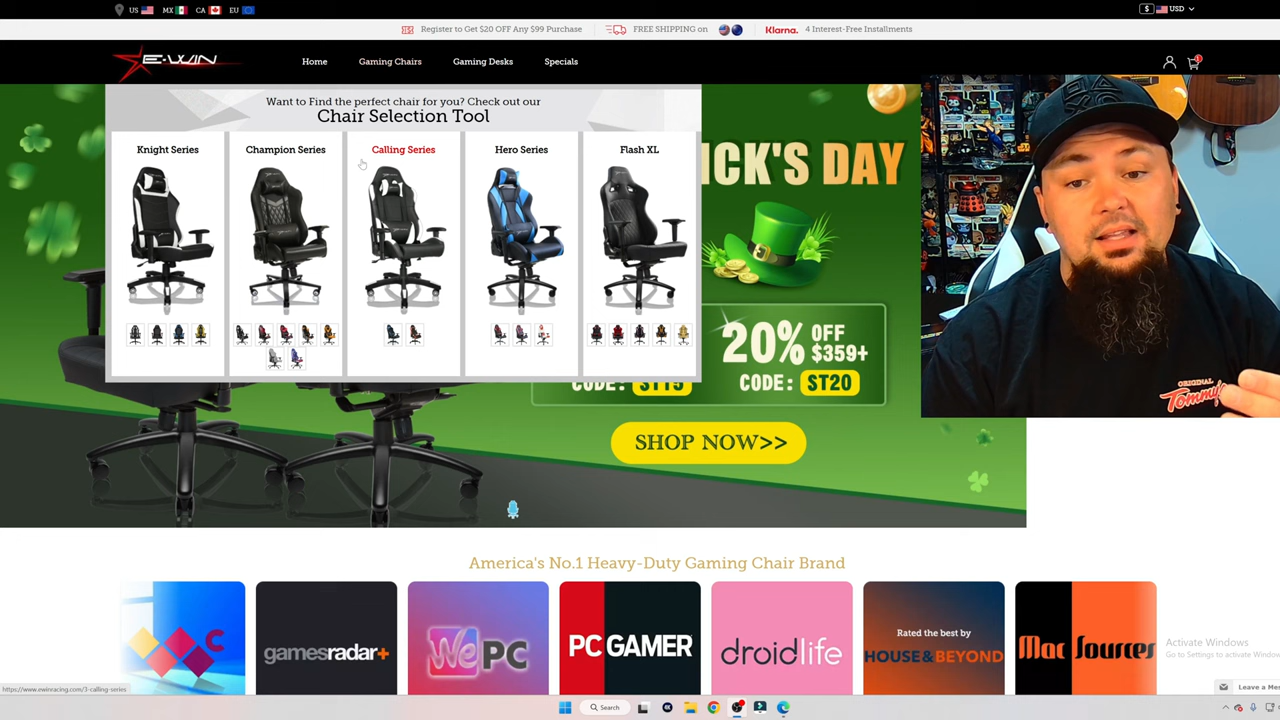 US MX CA EU
$ USD
Register to Get $20 OFF Any $99 Purchase FREE SHIPPING on Klarna. 4 Interest-Free Installments
E-WIN
Home Gaming Chairs Gaming Desks Specials
1
Want to Find the perfect chair for you? Check out our
Chair Selection Tool
Knight Series Champion Series Calling Series Hero Series Flash XL
ICK'S DAY
20% OFF $359+
CODE: ST15 CODE: ST20
ORIGINAL
Tommy's
SHOP NOW>>
America's No.1 Heavy-Duty Gaming Chair Brand
gamesradar+
PC GAMER
droidlife
Rated the best by
HOUSE&BEYOND
Mac Sources
Activate Windows
Go to Settings to activate Window
https://www.ewinracing.com/3-calling-series
Leave a Mes
Search